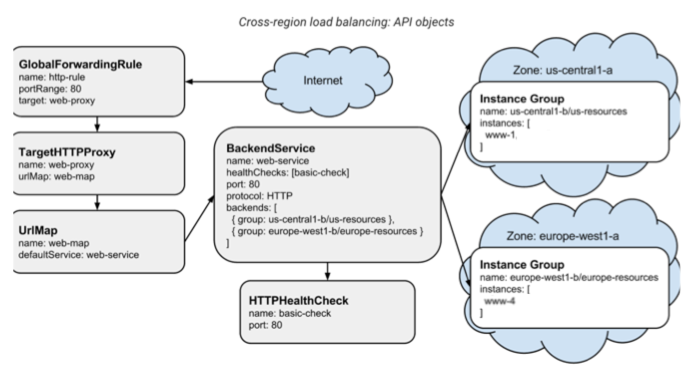 Cross-region load balancing: API objects
GlobalForwardingRule
name: http-rule
portRange: 80
target: web-proxy
Internet
TargetHTTPProxy
name: web-proxy
urlMap: web-map
UrlMap
name: web-map
defaultService: web-service
BackendService
name: web-service
healthChecks: [basic-check]
port: 80
protocol: HTTP
backends: [
{ group: us-central1-b/us-resources },
{ group: europe-west1-b/europe-resources }
]
HTTPHealthCheck
name: basic-check
port: 80
Zone: us-central1-a
Instance Group
name: us-central1-b/us-resources
instances: [
www-1,
]
Zone: europe-west1-a
Instance Group
name: europe-west1-b/europe-resources
instances: [
www-4
]